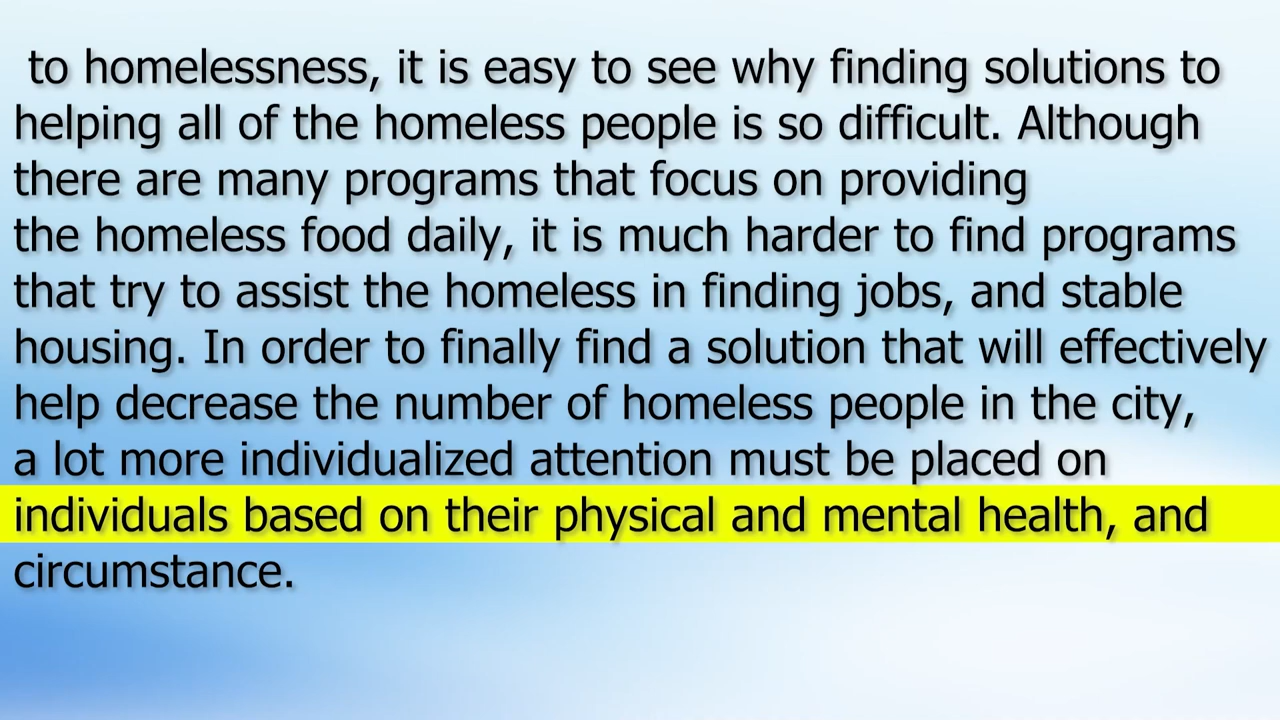 to homelessness, it is easy to see why finding solutions to
helping all of the homeless people is so difficult. Although
there are many programs that focus on providing
the homeless food daily, it is much harder to find programs
that try to assist the homeless in finding jobs, and stable
housing. In order to finally find a solution that will effectively
help decrease the number of homeless people in the city,
a lot more individualized attention must be placed on
individuals based on their physical and mental health, and
circumstance.